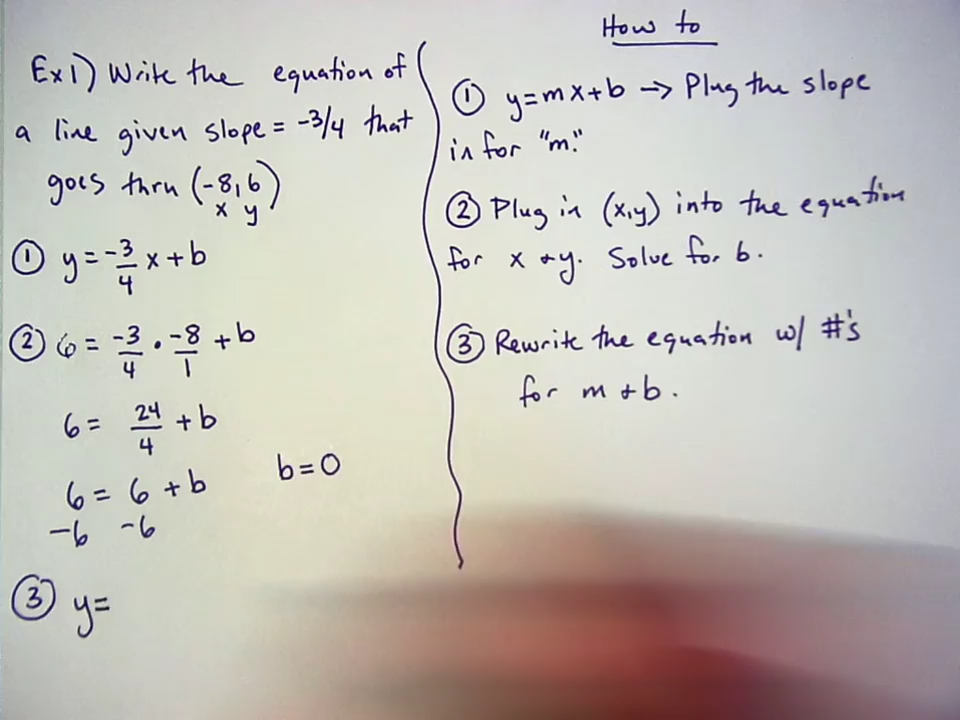 Ex 1) Write the equation of
a line given slope = -3/4 that
goes thru (-8, 6)
x y
① y = -3/4 x + b
② 6 = -3/4 · -8/1 + b
6 = 24/4 + b
6 = 6 + b b = 0
-6 -6
③ y =
How to
① y = mx + b → Plug the slope
in for "m."
② Plug in (x,y) into the equation
for x + y. Solve for b.
③ Rewrite the equation w/ #'s
for m + b.